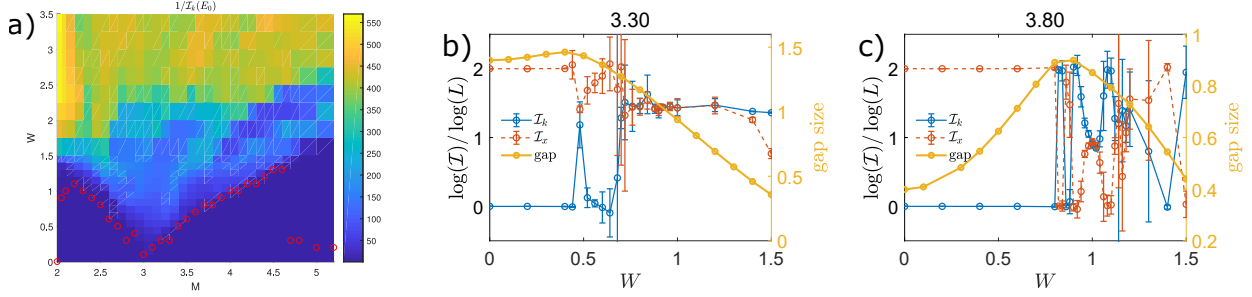 a)
1/I_k(E_0)
3.5
3
2.5
2
1.5
1
0.5
0
W
2
2.5
3
3.5
4
4.5
5
M
550
500
450
400
350
300
250
200
150
100
50
b)
3.30
log(I)/log(L)
2
1
0
I_k
I_x
gap
0
0.5
1
1.5
W
1.5
1
0.5
0
gap size
c)
3.80
log(I)/log(L)
2
1
0
I_k
I_x
gap
0
0.5
1
1.5
W
1
0.8
0.6
0.4
0.2
gap size